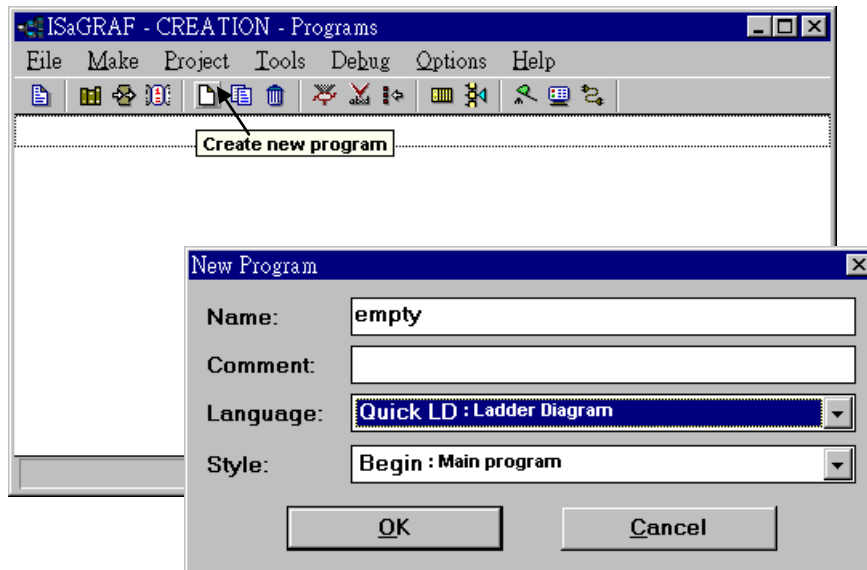 ISaGRAF - CREATION - Programs
File Make Project Tools Debug Options Help
Create new program
New Program
Name: empty
Comment:
Language: Quick LD : Ladder Diagram
Style: Begin : Main program
OK Cancel